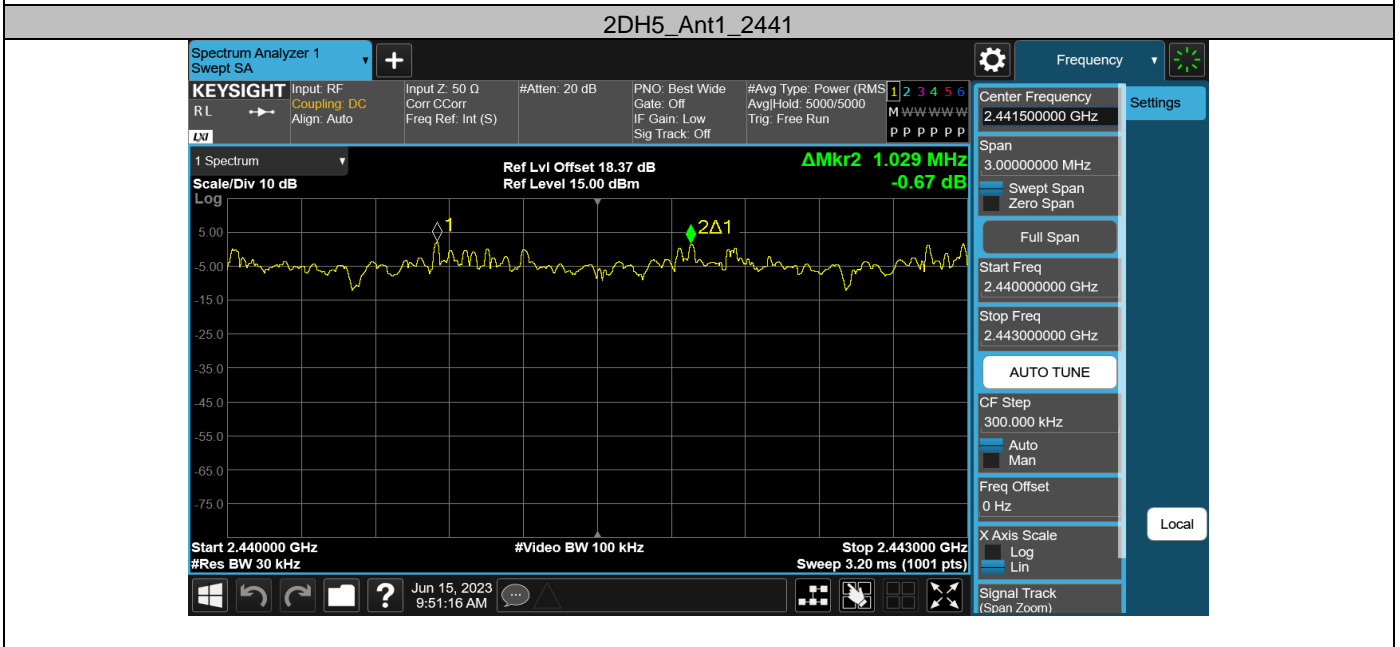 2DH5_Ant1_2441
Spectrum Analyzer 1
Swept SA
Frequency
KEYSIGHT
R L
LXI
Input: RF
Coupling: DC
Align: Auto
Input Z: 50 Ω
Corr CCorr
Freq Ref: Int (S)
#Atten: 20 dB
PNO: Best Wide
Gate: Off
IF Gain: Low
Sig Track: Off
#Avg Type: Power (RMS
Avg|Hold: 5000/5000
Trig: Free Run
1 2 3 4 5 6
M W W W W W
P P P P P P
1 Spectrum
Scale/Div 10 dB
Ref Lvl Offset 18.37 dB
Ref Level 15.00 dBm
ΔMkr2 1.029 MHz
-0.67 dB
Log
1
2Δ1
5.00
-5.00
-15.0
-25.0
-35.0
-45.0
-55.0
-65.0
-75.0
Start 2.440000 GHz
#Res BW 30 kHz
#Video BW 100 kHz
Stop 2.443000 GHz
Sweep 3.20 ms (1001 pts)
?
Jun 15, 2023
9:51:16 AM
Center Frequency
2.441500000 GHz
Span
3.00000000 MHz
Swept Span
Zero Span
Full Span
Start Freq
2.440000000 GHz
Stop Freq
2.443000000 GHz
AUTO TUNE
CF Step
300.000 kHz
Auto
Man
Freq Offset
0 Hz
X Axis Scale
Log
Lin
Signal Track
(Span Zoom)
Settings
Local